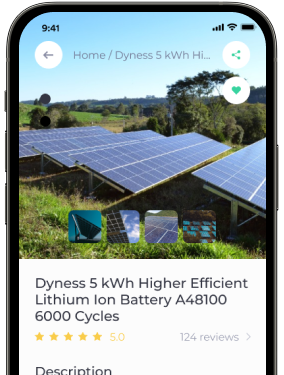 9:41
Home / Dyness 5 kWh Hi...
Dyness 5 kWh Higher Efficient
Lithium Ion Battery A48100
6000 Cycles
5.0
124 reviews
Description